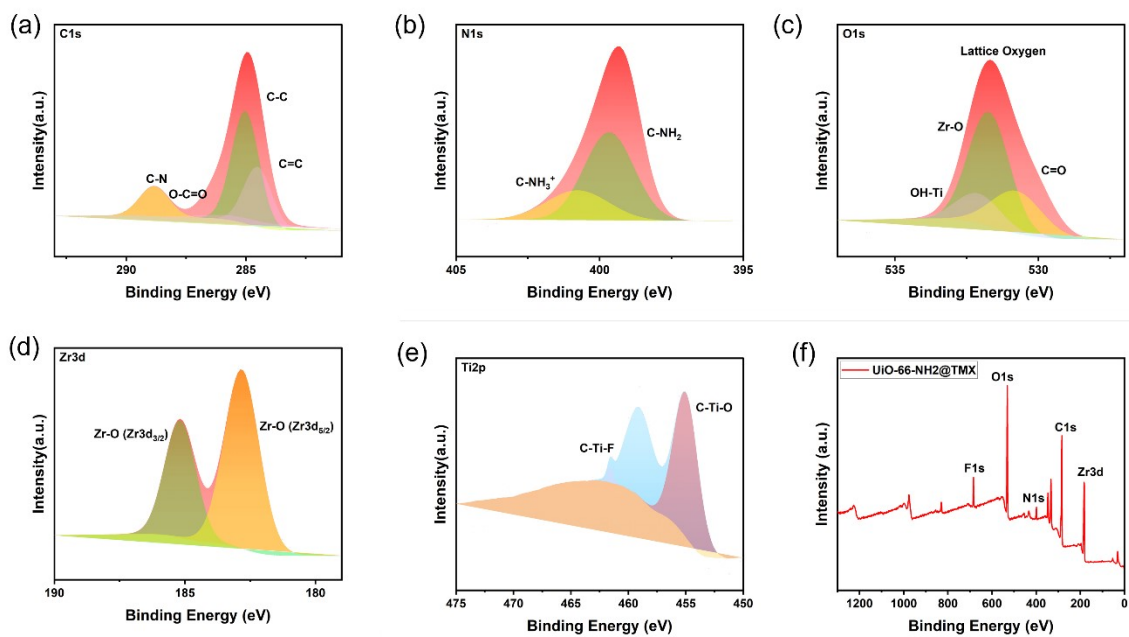 (a)
C1s
C-C
C=C
C-N
O-C=O
Intensity(a.u.)
290
285
Binding Energy (eV)
(b)
N1s
C-NH₂
C-NH₃⁺
Intensity(a.u.)
405
400
395
Binding Energy (eV)
(c)
O1s
Lattice Oxygen
Zr-O
C=O
OH-Ti
Intensity(a.u.)
535
530
Binding Energy (eV)
(d)
Zr3d
Zr-O (Zr3d₃/₂)
Zr-O (Zr3d₅/₂)
Intensity(a.u.)
190
185
180
Binding Energy (eV)
(e)
Ti2p
C-Ti-O
C-Ti-F
Intensity(a.u.)
475
470
465
460
455
450
Binding Energy (eV)
(f)
UiO-66-NH2@TMX
O1s
C1s
F1s
N1s
Zr3d
Intensity(a.u.)
1200
1000
800
600
400
200
0
Binding Energy (eV)